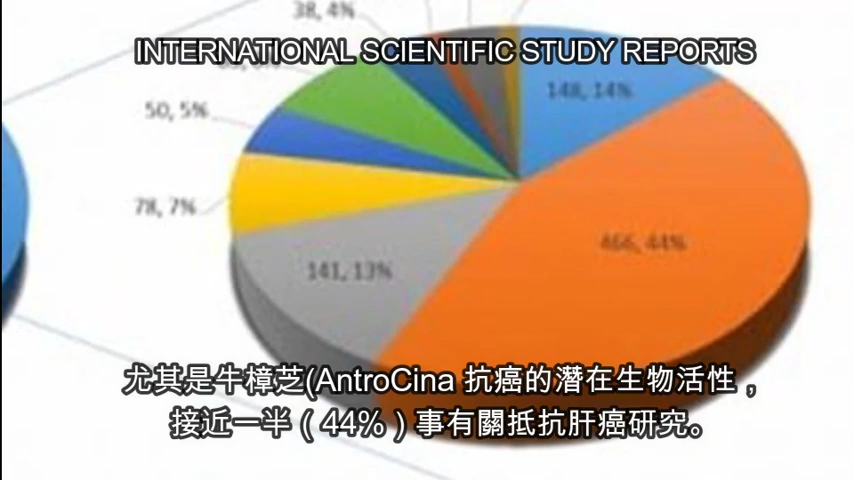 38, 4%
INTERNATIONAL SCIENTIFIC STUDY REPORTS
148, 14%
50, 5%
78, 7%
466, 44%
141, 13%
尤其是牛樟芝(AntroCina 抗癌的潛在生物活性，
接近一半（44%）事有關抵抗肝癌研究。